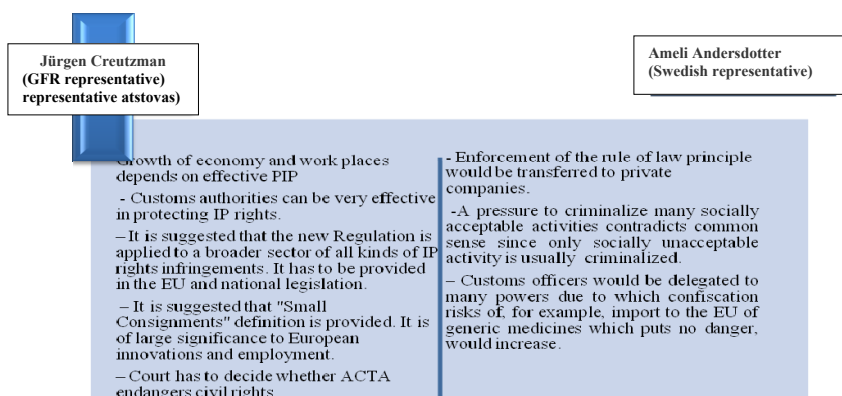 Jürgen Creutzman
(GFR representative)
representative atstovas)
Ameli Andersdotter
(Swedish representative)
Growth of economy and work places
depends on effective PIP
- Customs authorities can be very effective
in protecting IP rights.
– It is suggested that the new Regulation is
applied to a broader sector of all kinds of IP
rights infringements. It has to be provided
in the EU and national legislation.
– It is suggested that "Small
Consignments" definition is provided. It is
of large significance to European
innovations and employment.
– Court has to decide whether ACTA
endangers civil rights
- Enforcement of the rule of law principle
would be transferred to private
companies.
-A pressure to criminalize many socially
acceptable activities contradicts common
sense since only socially unacceptable
activity is usually criminalized.
– Customs officers would be delegated to
many powers due to which confiscation
risks of, for example, import to the EU of
generic medicines which puts no danger,
would increase.